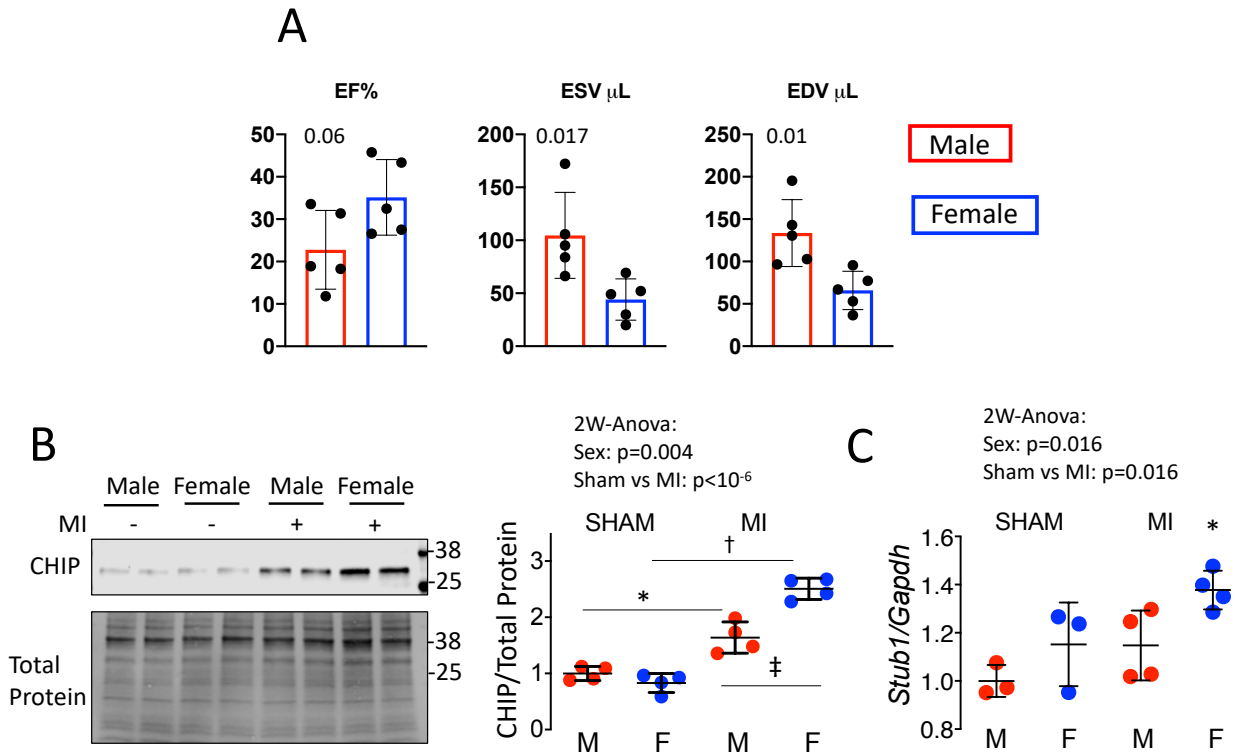 A
EF% ESV μL EDV μL
50 200 250
0.06 0.017 0.01
40 150 200
30 100 150
20 50 100
10 0 50
0 0
Male
Female
B
Male Female Male Female
MI - - + +
CHIP
-38
-25
Total
Protein
-38
-25
2W-Anova:
Sex: p=0.004
Sham vs MI: p<10-6
SHAM MI
CHIP/Total Protein
3
2
1
0
†
*
‡
M F M F
C
2W-Anova:
Sex: p=0.016
Sham vs MI: p=0.016
SHAM MI
*
Stub1/Gapdh
1.6
1.4
1.2
1.0
0.8
M F M F